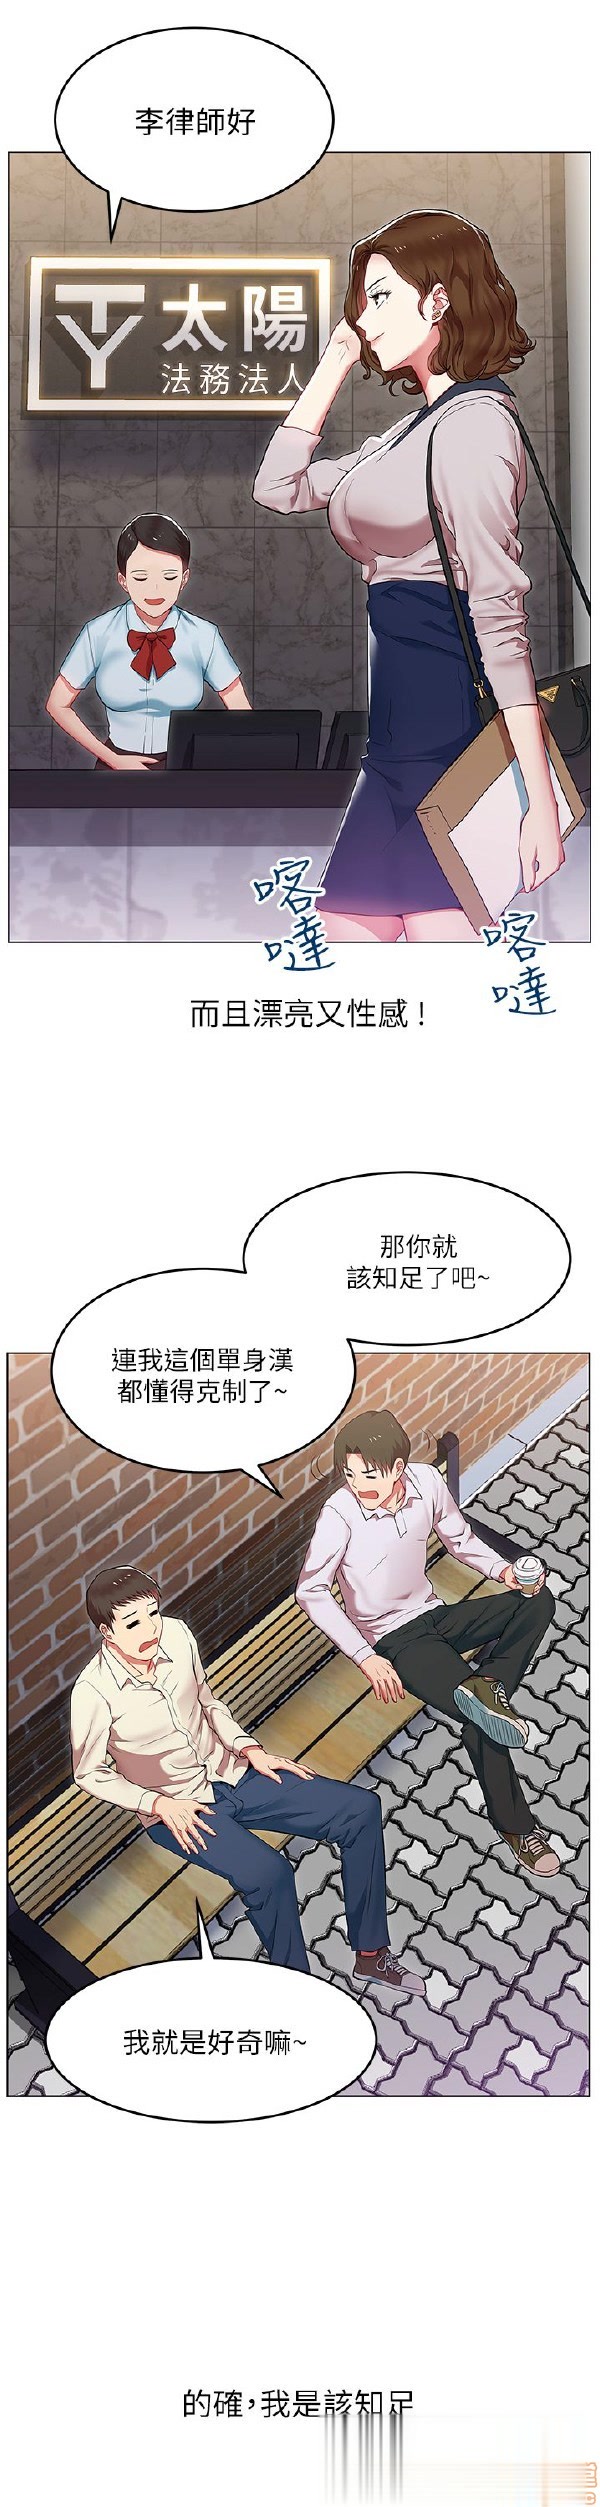 李律師好
TY
太陽
法務法人
喀噠
喀噠
而且漂亮又性感！
那你就
該知足了吧~
連我這個單身漢
都懂得克制了~
我就是好奇嘛~
的確，我是該知足